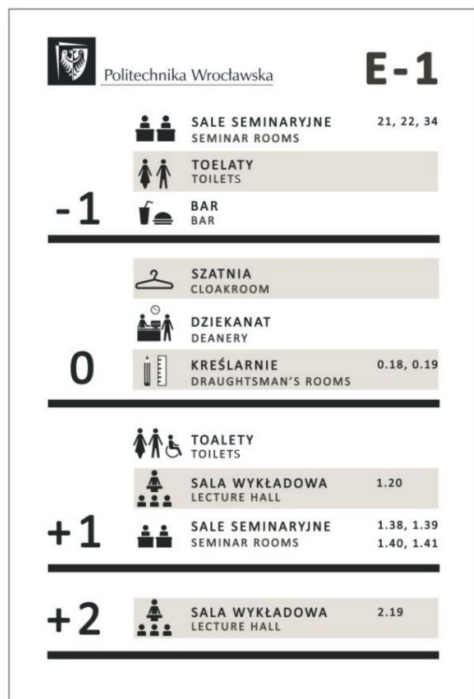 Politechnika Wrocławska
E-1
SALE SEMINARYJNE 21, 22, 34
SEMINAR ROOMS
TOELATY
TOILETS
-1
BAR
BAR
SZATNIA
CLOAKROOM
DZIEKANAT
DEANERY
0
KREŚLARNIE 0.18, 0.19
DRAUGHTSMAN'S ROOMS
TOALETY
TOILETS
SALA WYKŁADOWA 1.20
LECTURE HALL
+1
SALE SEMINARYJNE 1.38, 1.39
SEMINAR ROOMS 1.40, 1.41
+2
SALA WYKŁADOWA 2.19
LECTURE HALL